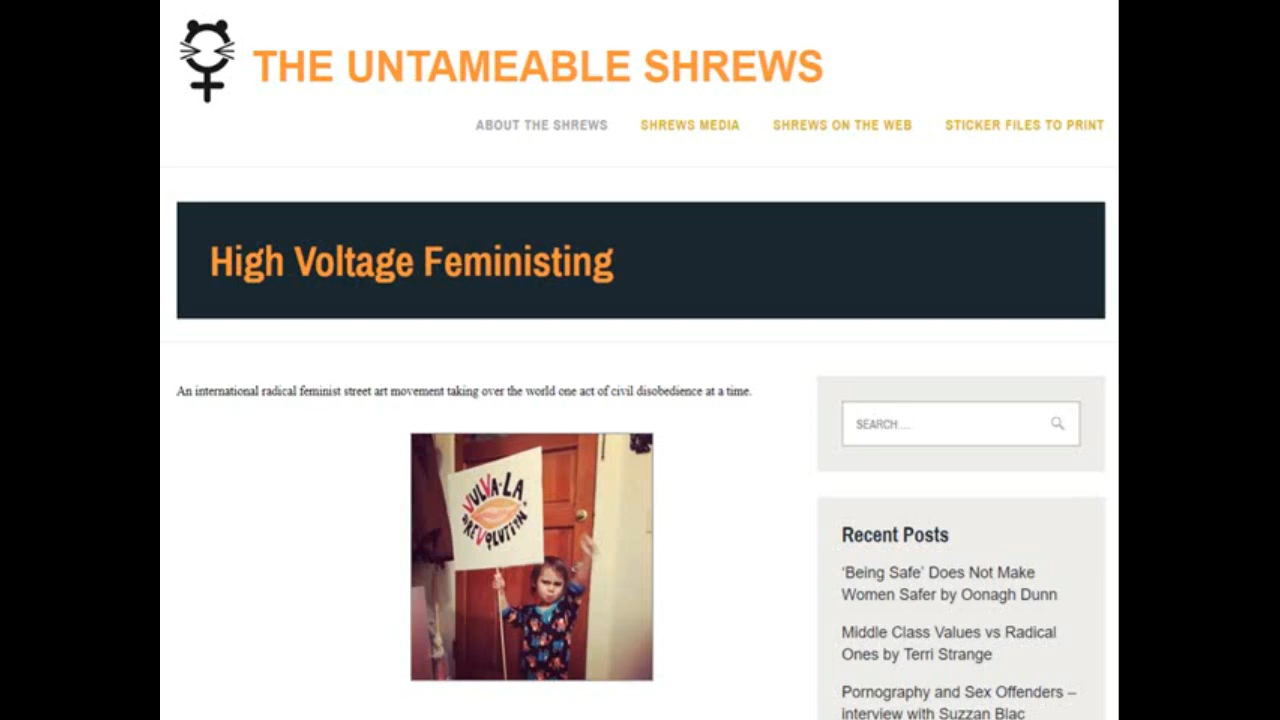 THE UNTAMEABLE SHREWS
ABOUT THE SHREWS SHREWS MEDIA SHREWS ON THE WEB STICKER FILES TO PRINT
High Voltage Feministing
An international radical feminist street art movement taking over the world one act of civil disobedience at a time.
VULVA·LA
REVOLUTION
SEARCH …
Recent Posts
‘Being Safe’ Does Not Make
Women Safer by Oonagh Dunn
Middle Class Values vs Radical
Ones by Terri Strange
Pornography and Sex Offenders –
interview with Suzzan Blac